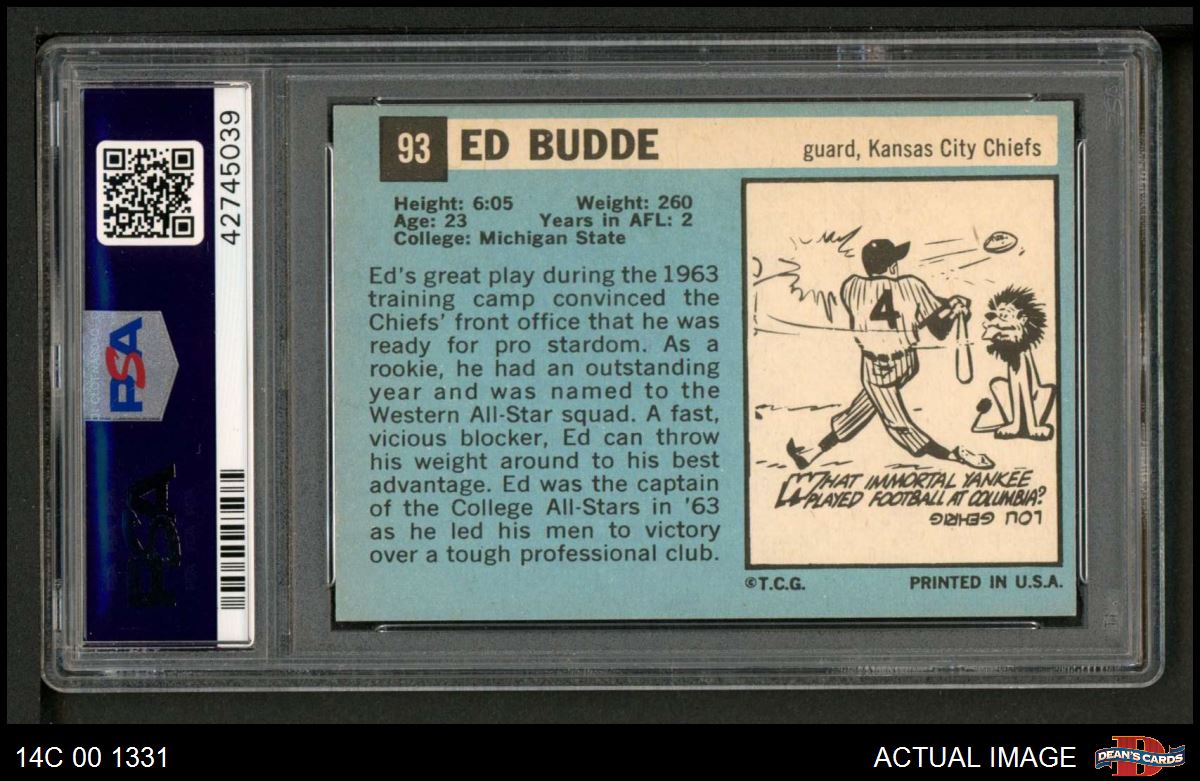 42745039
PSA
PSA
93 ED BUDDE guard, Kansas City Chiefs
Height: 6:05 Weight: 260
Age: 23 Years in AFL: 2
College: Michigan State
Ed's great play during the 1963
training camp convinced the
Chiefs' front office that he was
ready for pro stardom. As a
rookie, he had an outstanding
year and was named to the
Western All-Star squad. A fast,
vicious blocker, Ed can throw
his weight around to his best
advantage. Ed was the captain
of the College All-Stars in '63
as he led his men to victory
over a tough professional club.
4
WHAT IMMORTAL YANKEE
PLAYED FOOTBALL AT COLUMBIA?
LOU GEHRIG
©T.C.G. PRINTED IN U.S.A.
14C 00 1331
ACTUAL IMAGE
DEAN'S CARDS